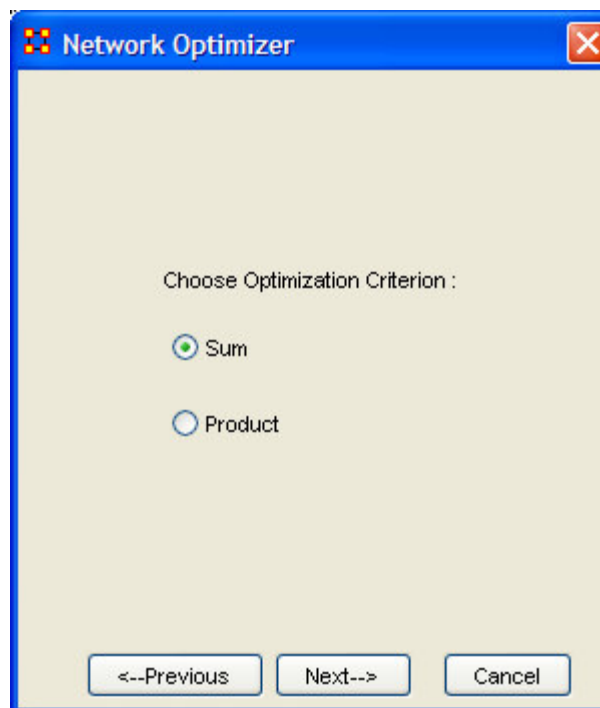 Network Optimizer
Choose Optimization Criterion :
Sum
Product
<--Previous Next--> Cancel